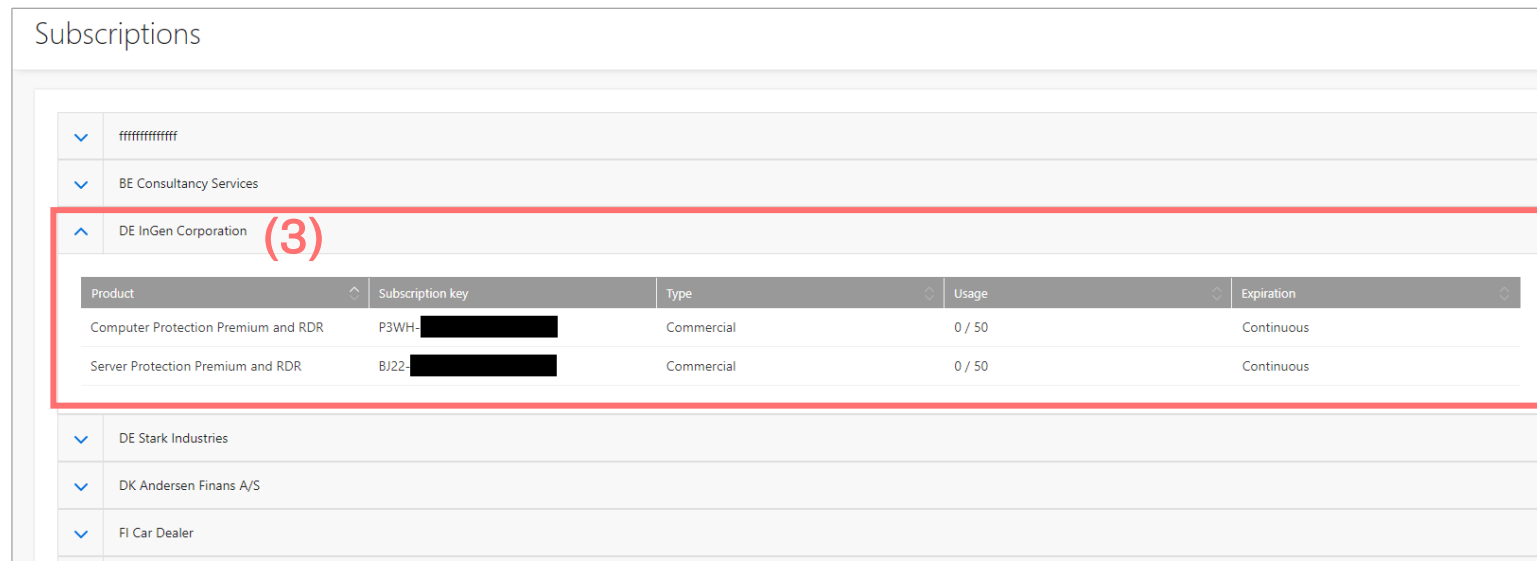 Subscriptions
ffffffffffffff
BE Consultancy Services
DE InGen Corporation (3)
Product Subscription key Type Usage Expiration
Computer Protection Premium and RDR P3WH- Commercial 0 / 50 Continuous
Server Protection Premium and RDR BJ22- Commercial 0 / 50 Continuous
DE Stark Industries
DK Andersen Finans A/S
FI Car Dealer